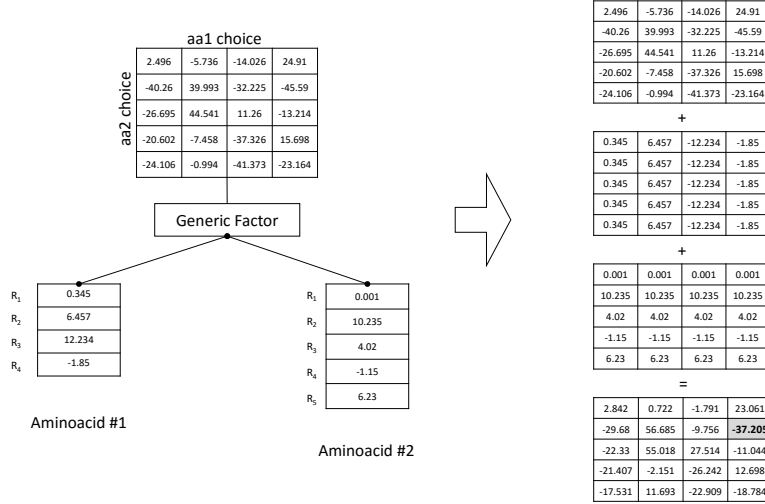 aa1 choice
aa2 choice
2.496 -5.736 -14.026 24.91
-40.26 39.993 -32.225 -45.59
-26.695 44.541 11.26 -13.214
-20.602 -7.458 -37.326 15.698
-24.106 -0.994 -41.373 -23.164
Generic Factor
R1 0.345
R2 6.457
R3 12.234
R4 -1.85
Aminoacid #1
R1 0.001
R2 10.235
R3 4.02
R4 -1.15
R5 6.23
Aminoacid #2
2.496 -5.736 -14.026 24.91
-40.26 39.993 -32.225 -45.59
-26.695 44.541 11.26 -13.214
-20.602 -7.458 -37.326 15.698
-24.106 -0.994 -41.373 -23.164
+
0.345 6.457 -12.234 -1.85
0.345 6.457 -12.234 -1.85
0.345 6.457 -12.234 -1.85
0.345 6.457 -12.234 -1.85
0.345 6.457 -12.234 -1.85
+
0.001 0.001 0.001 0.001
10.235 10.235 10.235 10.235
4.02 4.02 4.02 4.02
-1.15 -1.15 -1.15 -1.15
6.23 6.23 6.23 6.23
=
2.842 0.722 -1.791 23.061
-29.68 56.685 -9.756 -37.205
-22.33 55.018 27.514 -11.044
-21.407 -2.151 -26.242 12.698
-17.531 11.693 -22.909 -18.784